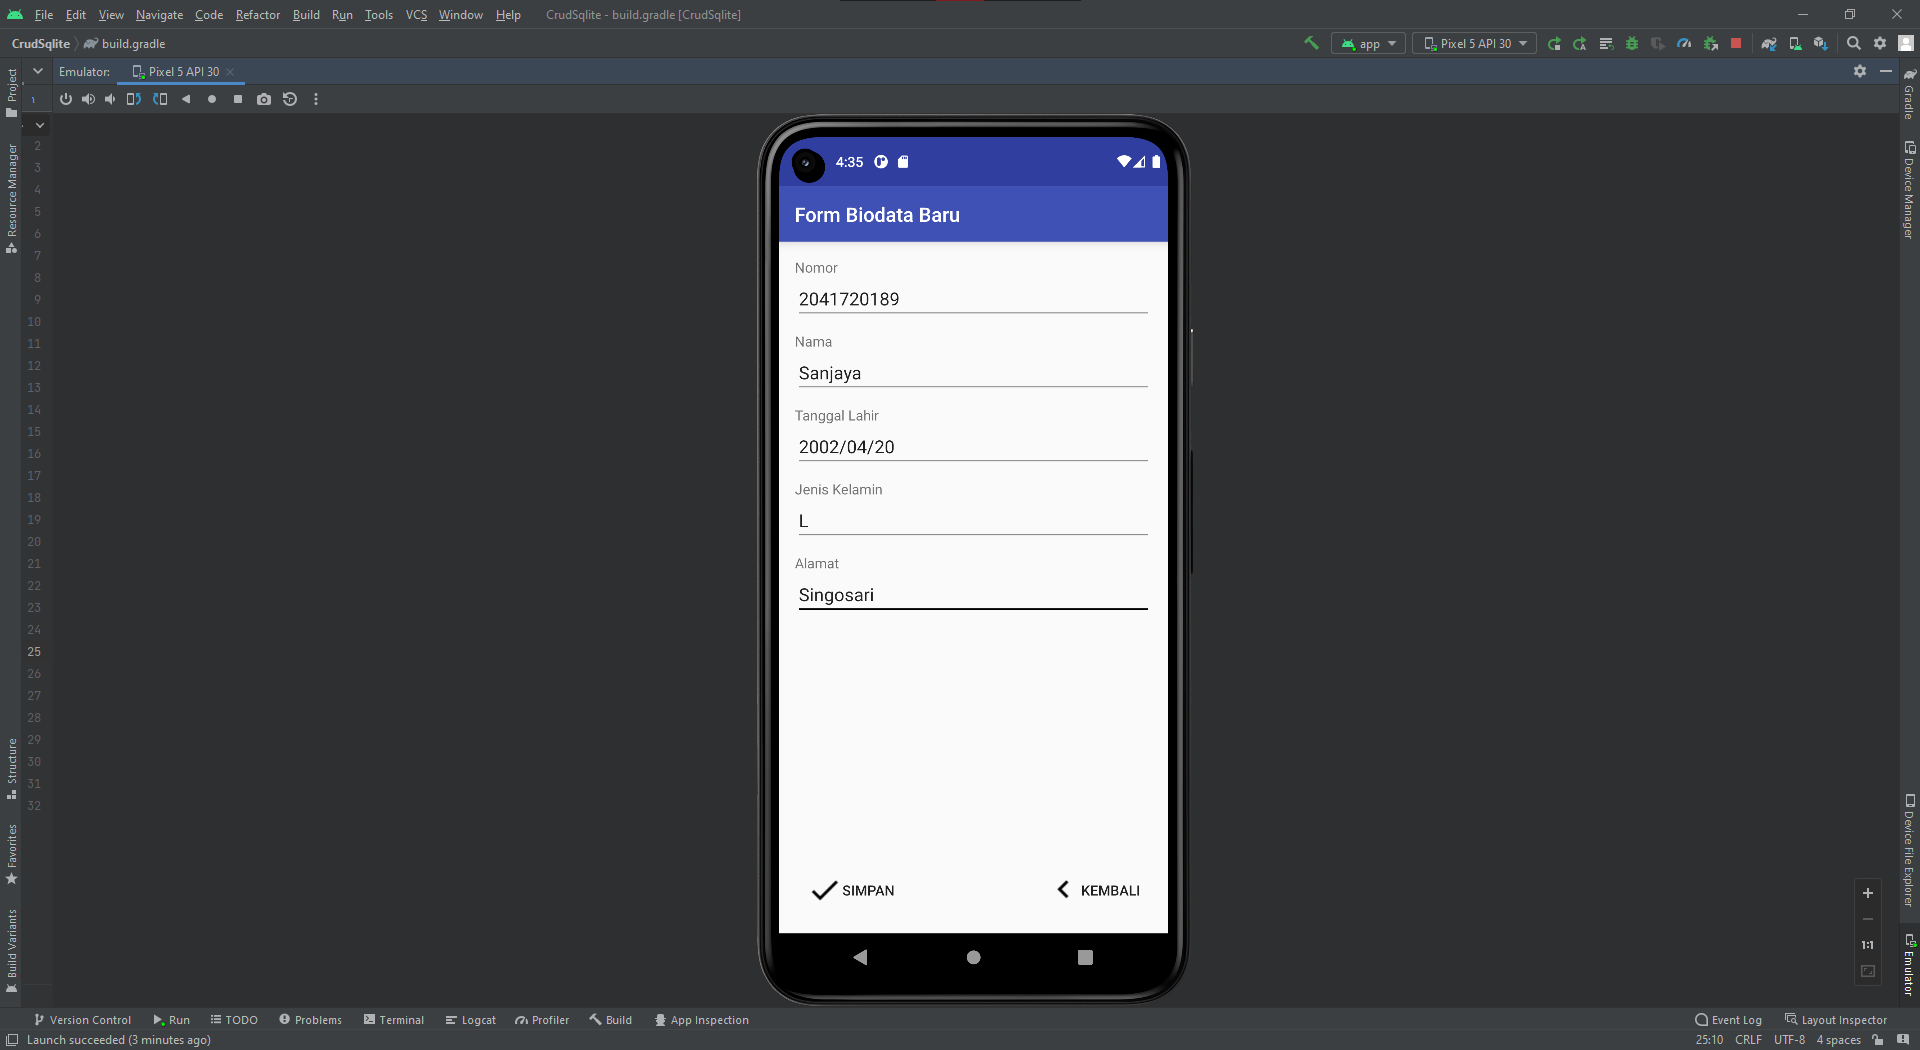 File Edit View Navigate Code Refactor Build Run Tools VCS Window Help CrudSqlite - build.gradle [CrudSqlite]
CrudSqlite build.gradle
app Pixel 5 API 30
Emulator: Pixel 5 API 30
Project
Resource Manager
Structure
Favorites
Build Variants
1
2
3
4
5
6
7
8
9
10
11
12
13
14
15
16
17
18
19
20
21
22
23
24
25
26
27
28
29
30
31
32
4:35
Form Biodata Baru
Nomor
2041720189
Nama
Sanjaya
Tanggal Lahir
2002/04/20
Jenis Kelamin
L
Alamat
Singosari
SIMPAN KEMBALI
Gradle
Device Manager
Device File Explorer
Emulator
1:1
Version Control Run TODO Problems Terminal Logcat Profiler Build App Inspection Event Log Layout Inspector
Launch succeeded (3 minutes ago) 25:10 CRLF UTF-8 4 spaces